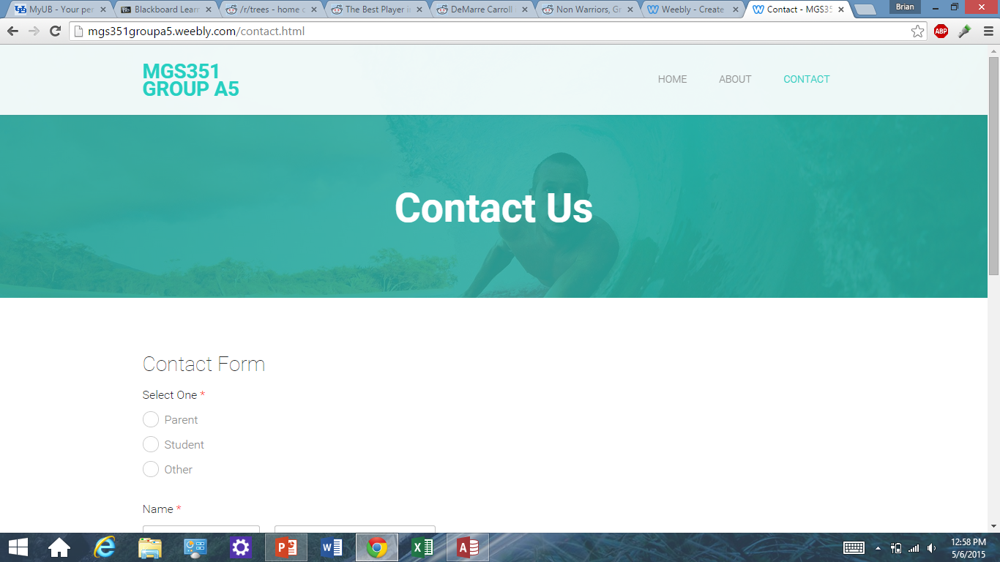 MyUB - Your per
Blackboard Lear
/r/trees - home o
The Best Player i
DeMarre Carroll
Non Warriors, Gr
Weebly - Create
Contact - MGS35
Brian
mgs351groupa5.weebly.com/contact.html
ABP
MGS351
GROUP A5
HOME
ABOUT
CONTACT
Contact Us
Contact Form
Select One *
Parent
Student
Other
Name *
12:58 PM
5/6/2015